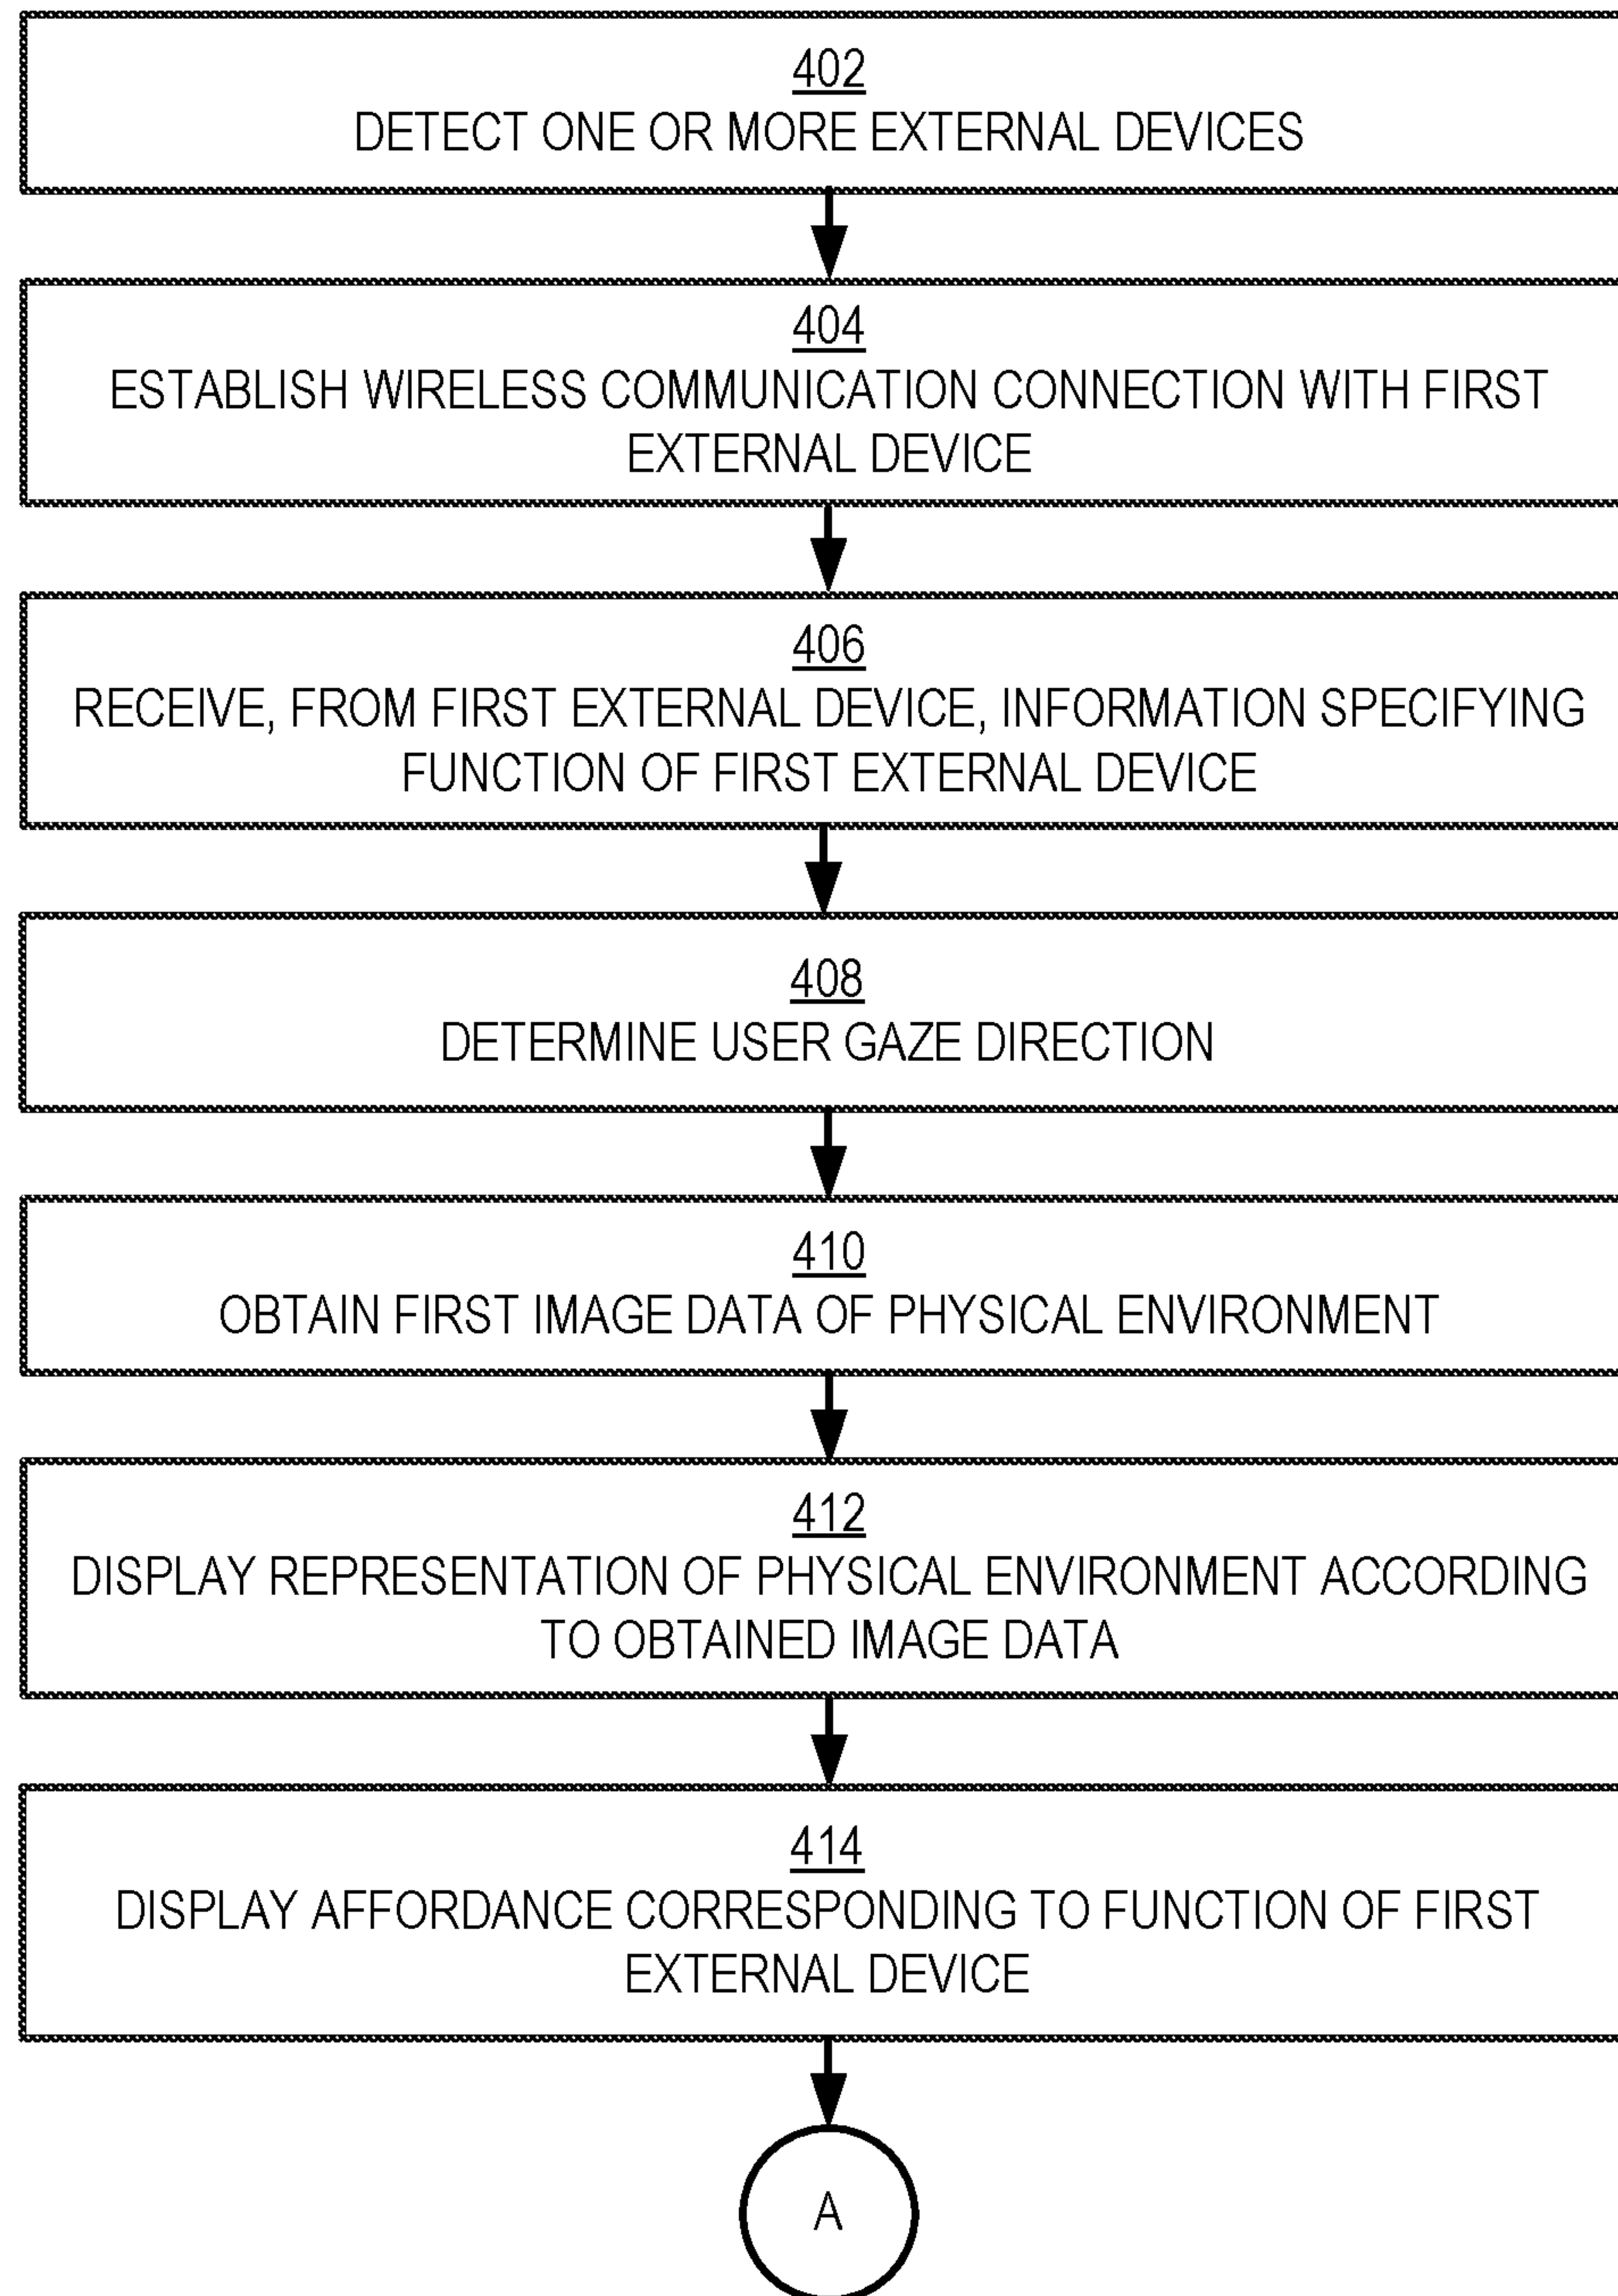 402
DETECT ONE OR MORE EXTERNAL DEVICES
404
ESTABLISH WIRELESS COMMUNICATION CONNECTION WITH FIRST
EXTERNAL DEVICE
406
RECEIVE, FROM FIRST EXTERNAL DEVICE, INFORMATION SPECIFYING
FUNCTION OF FIRST EXTERNAL DEVICE
408
DETERMINE USER GAZE DIRECTION
410
OBTAIN FIRST IMAGE DATA OF PHYSICAL ENVIRONMENT
412
DISPLAY REPRESENTATION OF PHYSICAL ENVIRONMENT ACCORDING
TO OBTAINED IMAGE DATA
414
DISPLAY AFFORDANCE CORRESPONDING TO FUNCTION OF FIRST
EXTERNAL DEVICE
A